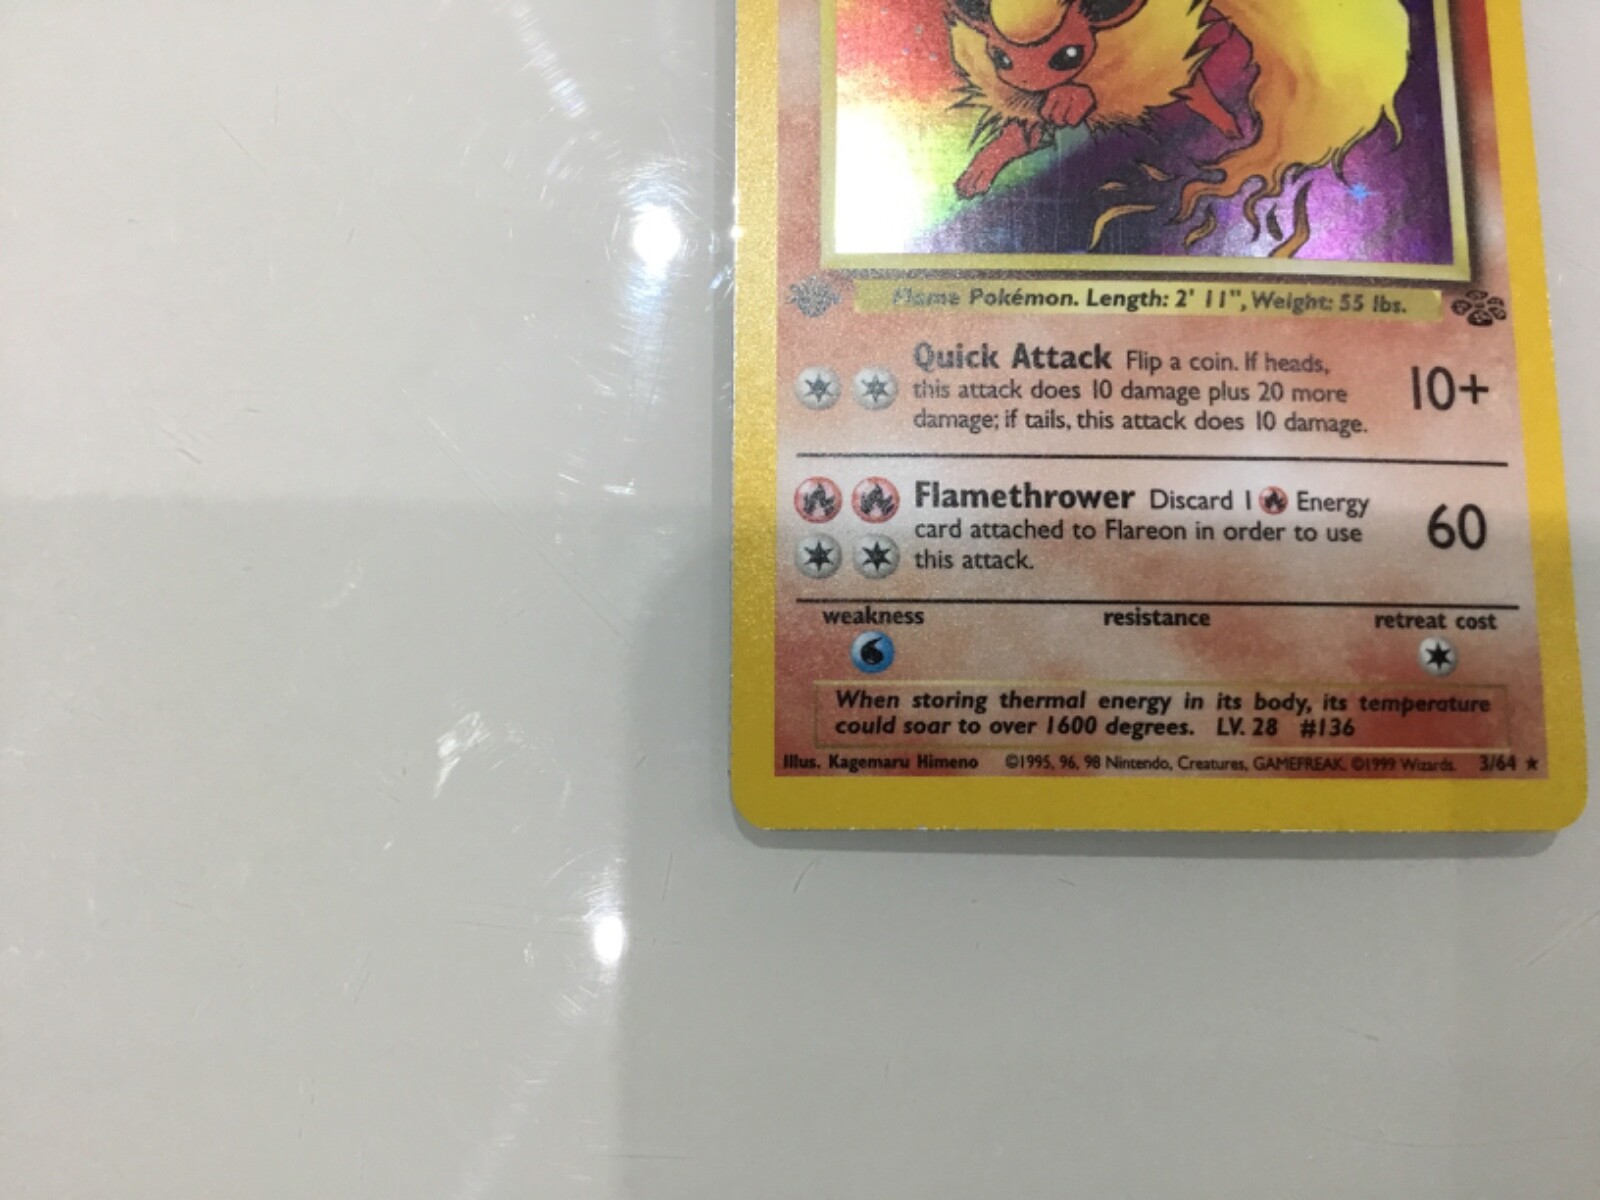 Flame Pokémon. Length: 2' 11", Weight: 55 lbs.
Quick Attack Flip a coin. If heads,
this attack does 10 damage plus 20 more
damage; if tails, this attack does 10 damage.
10+
Flamethrower Discard 1 Energy
card attached to Flareon in order to use
this attack.
60
weakness resistance retreat cost
When storing thermal energy in its body, its temperature
could soar to over 1600 degrees. LV. 28 #136
Illus. Kagemaru Himeno ©1995, 96, 98 Nintendo, Creatures, GAMEFREAK. ©1999 Wizards. 3/64 ★